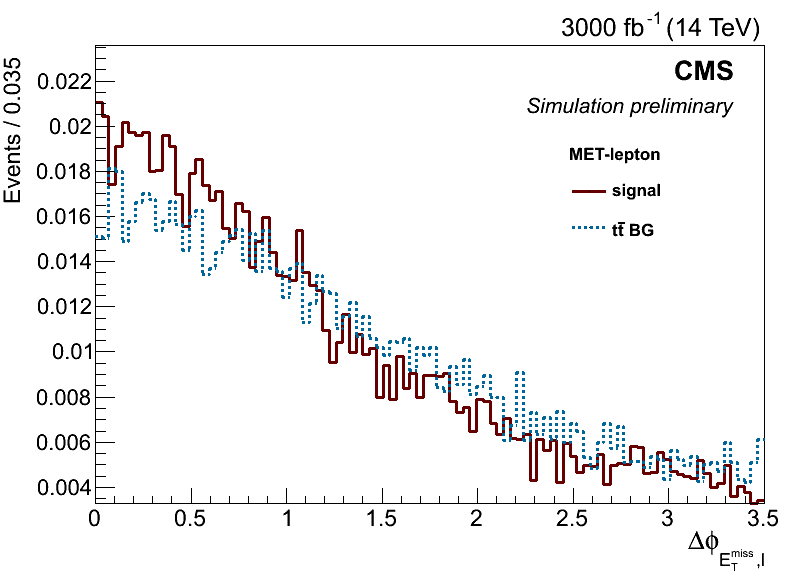 3000 fb⁻¹ (14 TeV)
CMS
Simulation preliminary
MET-lepton
signal
tt̄ BG
Events / 0.035
0.022
0.02
0.018
0.016
0.014
0.012
0.01
0.008
0.006
0.004
0 0.5 1 1.5 2 2.5 3 3.5
Δϕ E_T^miss,l